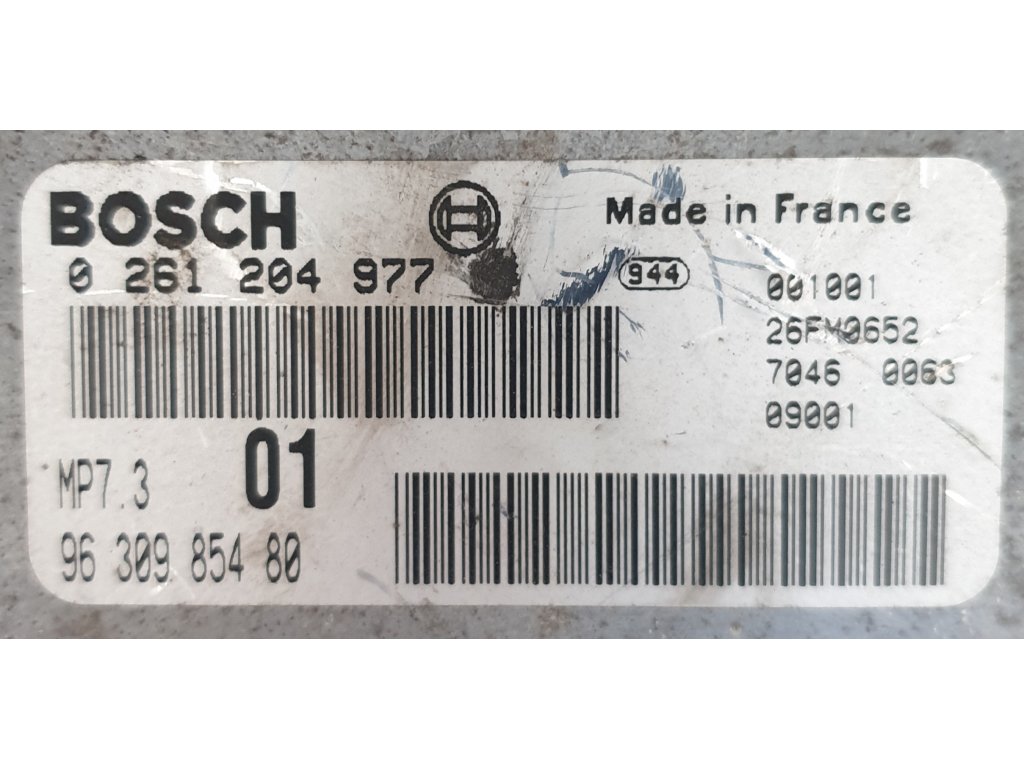 BOSCH
Made in France
0 261 204 977
944
001001
26FM0652
7046 0063
09001
MP7.3
01
96 309 854 80